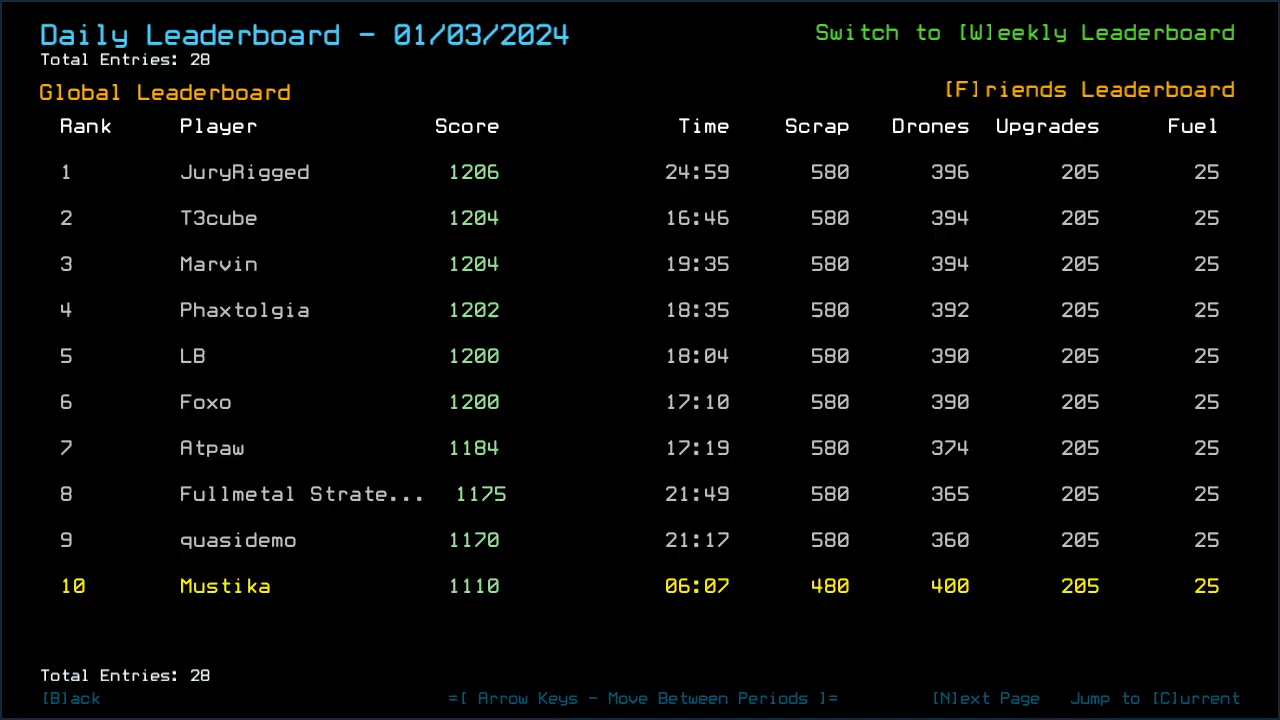 Daily Leaderboard - 01/03/2024 Switch to [W]eekly Leaderboard
Total Entries: 28
Global Leaderboard [F]riends Leaderboard
Rank Player Score Time Scrap Drones Upgrades Fuel
1 JuryRigged 1206 24:59 580 396 205 25
2 T3cube 1204 16:46 580 394 205 25
3 Marvin 1204 19:35 580 394 205 25
4 Phaxtolgia 1202 18:35 580 392 205 25
5 LB 1200 18:04 580 390 205 25
6 Foxo 1200 17:10 580 390 205 25
7 Atpaw 1184 17:19 580 374 205 25
8 Fullmetal Strate... 1175 21:49 580 365 205 25
9 quasidemo 1170 21:17 580 360 205 25
10 Mustika 1110 06:07 480 400 205 25
Total Entries: 28
[B]ack =[ Arrow Keys - Move Between Periods ]= [N]ext Page Jump to [C]urrent